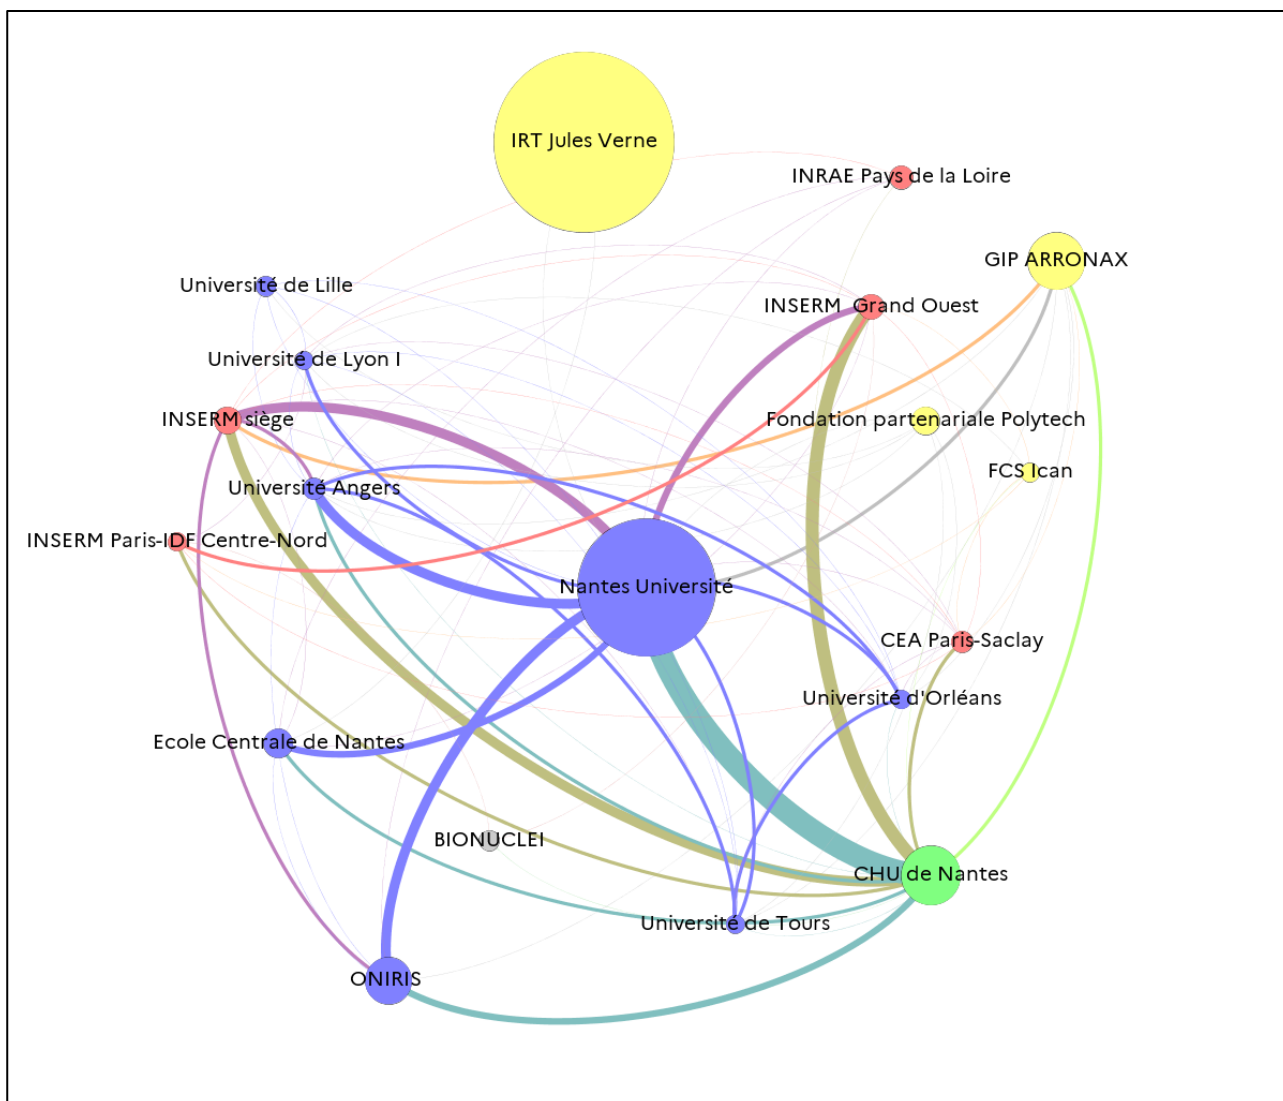 IRT Jules Verne
INRAE Pays de la Loire
GIP ARRONAX
Université de Lille
INSERM  Grand Ouest
Université de Lyon I
INSERM siège
Fondation partenariale Polytech
FCS Ican
Université Angers
INSERM Paris-IDF Centre-Nord
Nantes Université
CEA Paris-Saclay
Université d'Orléans
Ecole Centrale de Nantes
BIONUCLEI
CHU de Nantes
Université de Tours
ONIRIS